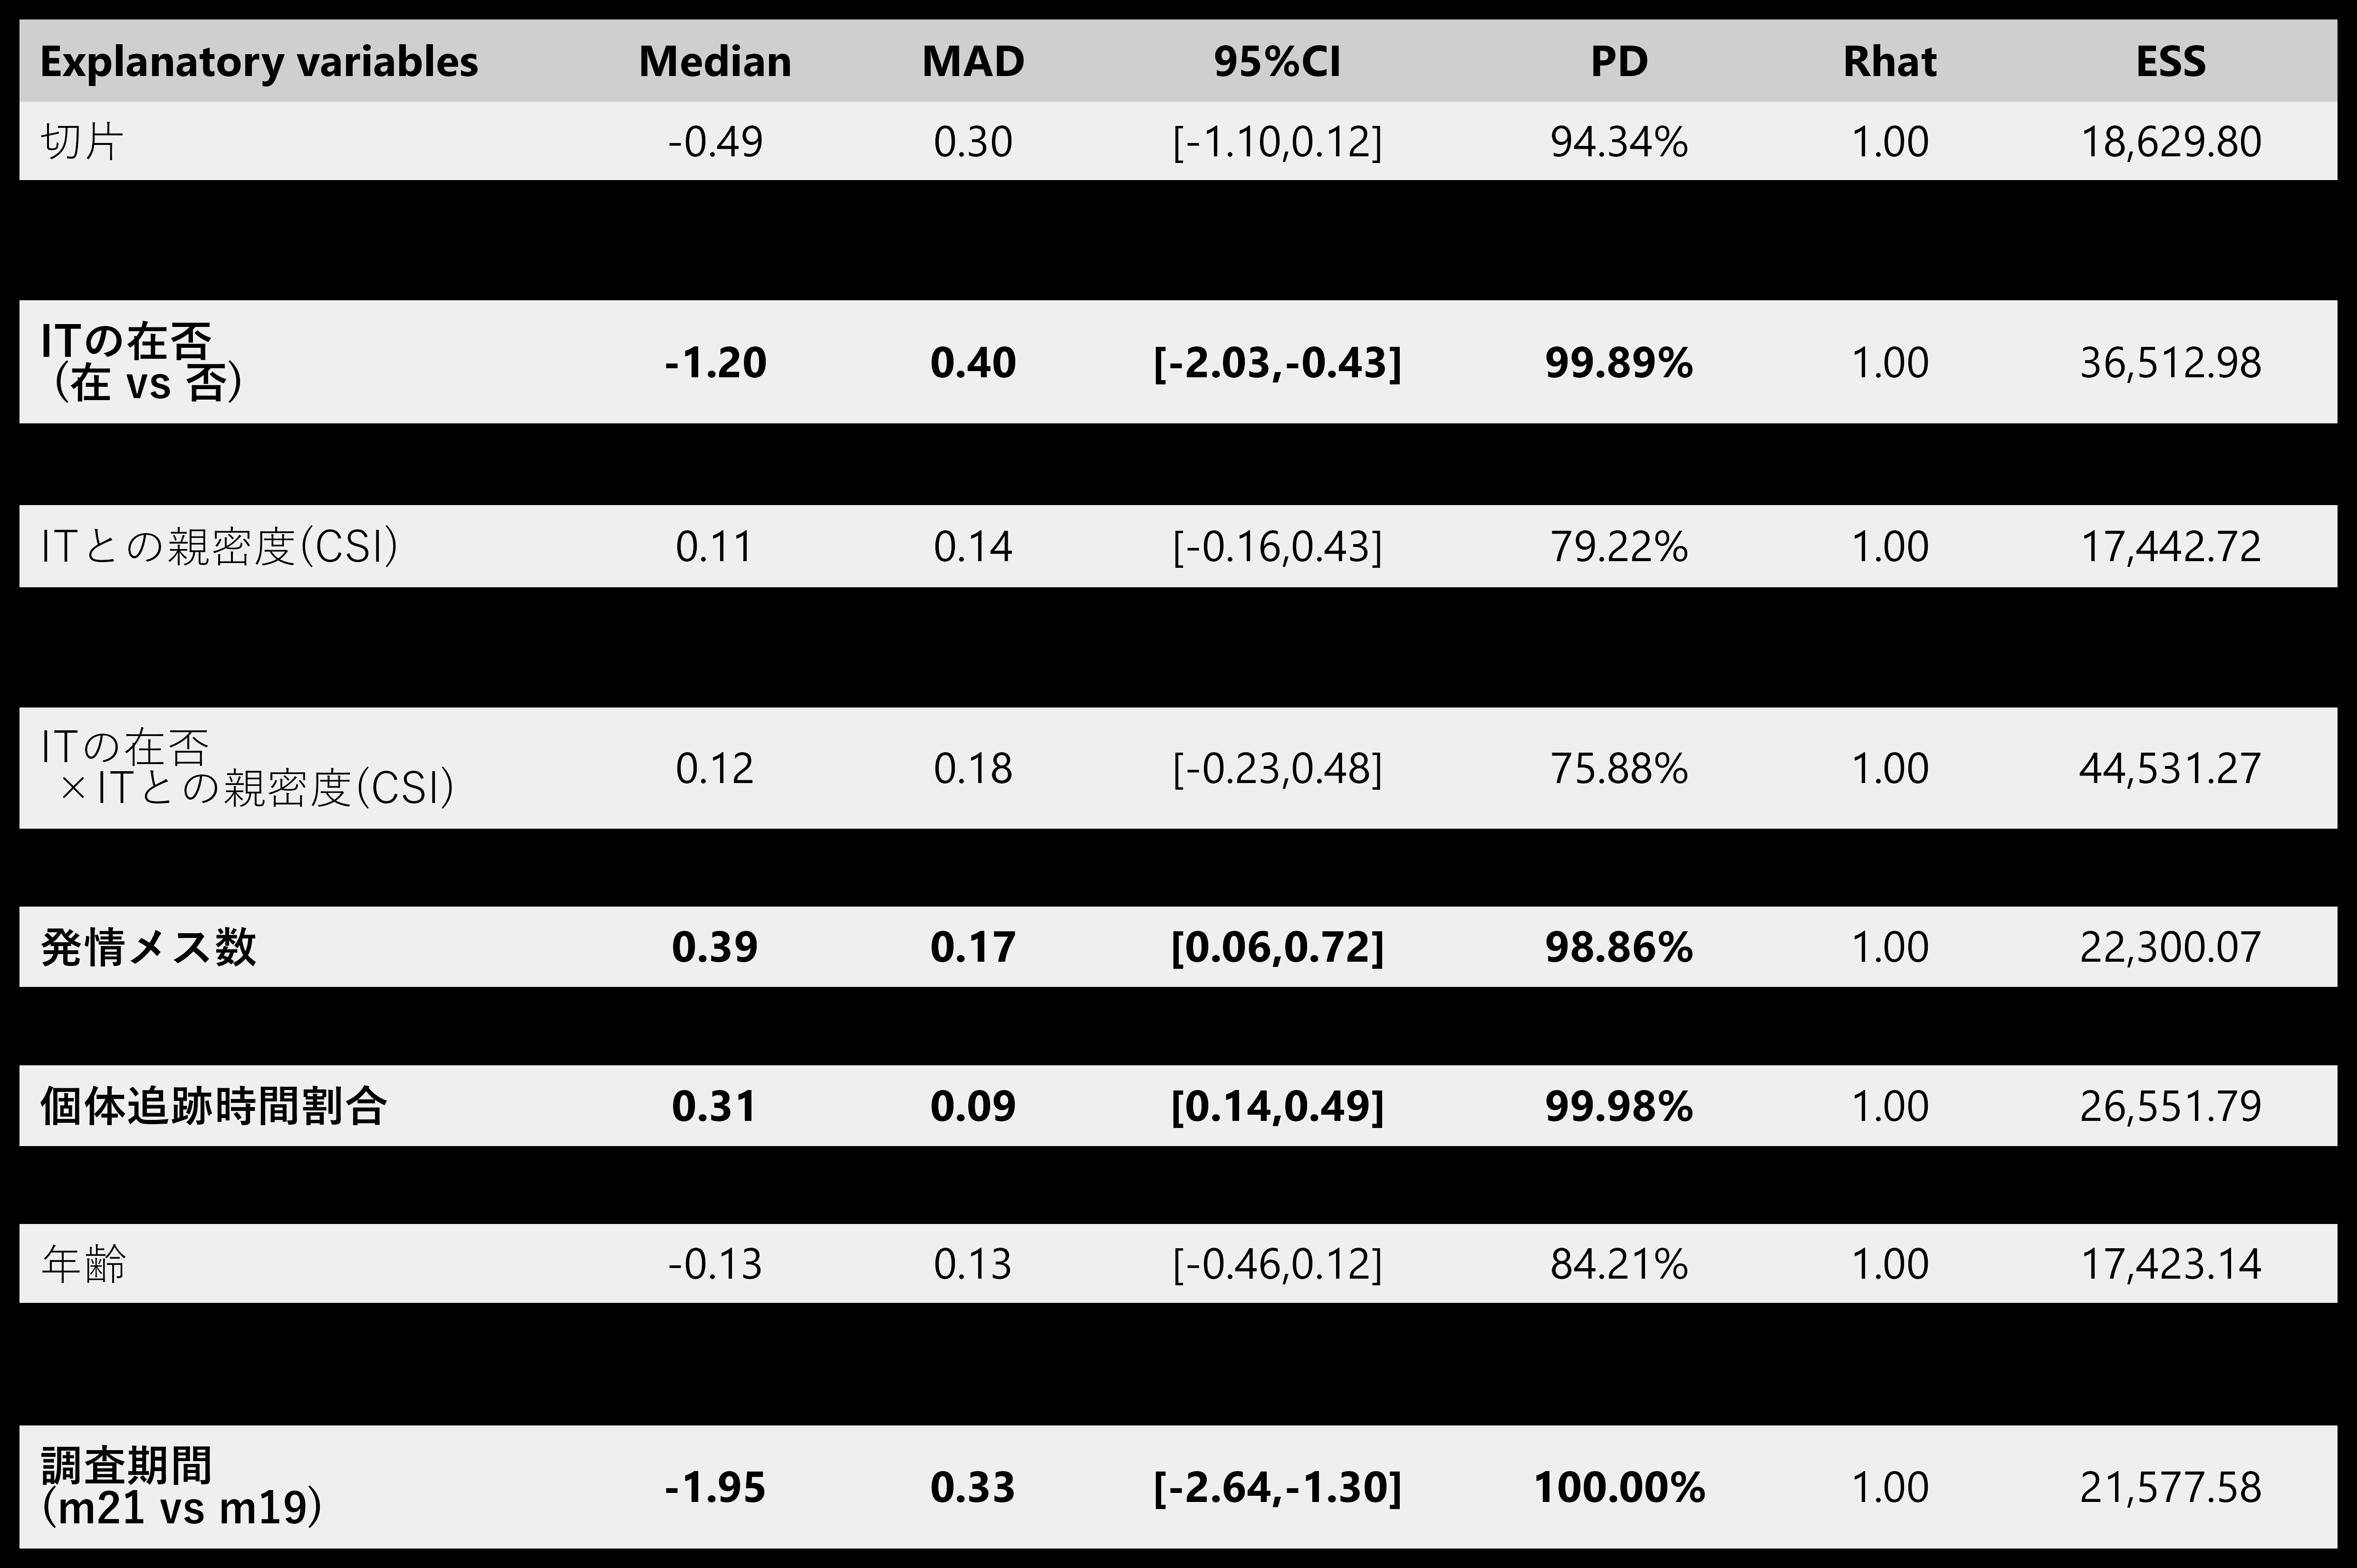 Explanatory variables Median MAD 95%CI PD Rhat ESS
切片 -0.49 0.30 [-1.10,0.12] 94.34% 1.00 18,629.80
ITの在否
(在 vs 否) -1.20 0.40 [-2.03,-0.43] 99.89% 1.00 36,512.98
ITとの親密度(CSI) 0.11 0.14 [-0.16,0.43] 79.22% 1.00 17,442.72
ITの在否
×ITとの親密度(CSI) 0.12 0.18 [-0.23,0.48] 75.88% 1.00 44,531.27
発情メス数 0.39 0.17 [0.06,0.72] 98.86% 1.00 22,300.07
個体追跡時間割合 0.31 0.09 [0.14,0.49] 99.98% 1.00 26,551.79
年齢 -0.13 0.13 [-0.46,0.12] 84.21% 1.00 17,423.14
調査期間
(m21 vs m19) -1.95 0.33 [-2.64,-1.30] 100.00% 1.00 21,577.58